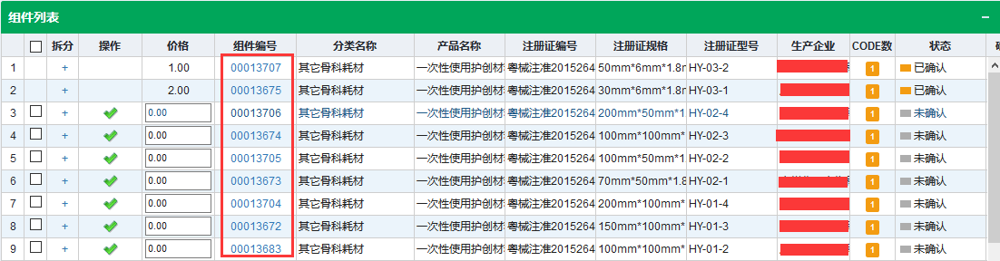 组件列表
拆分 操作 价格 组件编号 分类名称 产品名称 注册证编号 注册证规格 注册证型号 生产企业 CODE数 状态
1 + 1.00 00013707 其它骨科耗材 一次性使用护创材 粤械注准2015264 50mm*6mm*1.8m HY-03-2 1 已确认
2 + 2.00 00013675 其它骨科耗材 一次性使用护创材 粤械注准2015264 30mm*6mm*1.8m HY-03-1 1 已确认
3 + 0.00 00013706 其它骨科耗材 一次性使用护创材 粤械注准2015264 200mm*50mm*1 HY-02-4 1 未确认
4 + 0.00 00013674 其它骨科耗材 一次性使用护创材 粤械注准2015264 100mm*100mm* HY-02-3 1 未确认
5 + 0.00 00013705 其它骨科耗材 一次性使用护创材 粤械注准2015264 100mm*50mm*1 HY-02-2 1 未确认
6 + 0.00 00013673 其它骨科耗材 一次性使用护创材 粤械注准2015264 70mm*50mm*1.8 HY-02-1 1 未确认
7 + 0.00 00013704 其它骨科耗材 一次性使用护创材 粤械注准2015264 200mm*100mm* HY-01-4 1 未确认
8 + 0.00 00013672 其它骨科耗材 一次性使用护创材 粤械注准2015264 150mm*100mm* HY-01-3 1 未确认
9 + 0.00 00013683 其它骨科耗材 一次性使用护创材 粤械注准2015264 100mm*100mm* HY-01-2 1 未确认